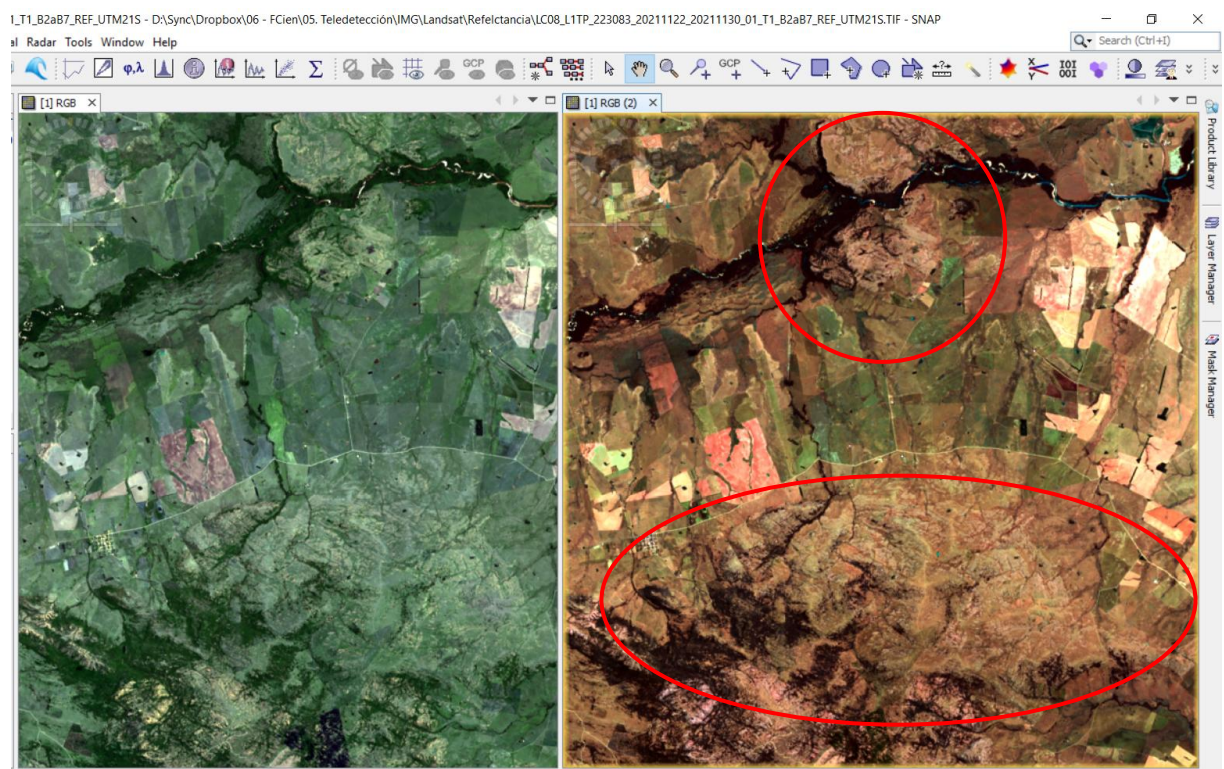 _T1_B2aB7_REF_UTM21S - D:\Sync\Dropbox\06 - FCien\05. Teledetección\IMG\Landsat\Refelctancia\LC08_L1TP_223083_20211122_20211130_01_T1_B2aB7_REF_UTM21S.TIF - SNAP
al Radar Tools Window Help
Search (Ctrl+I)
φ,λ Σ GCP GCP X Y IOI OOI
[1] RGB
[1] RGB (2)
Product Library
Layer Manager
Mask Manager